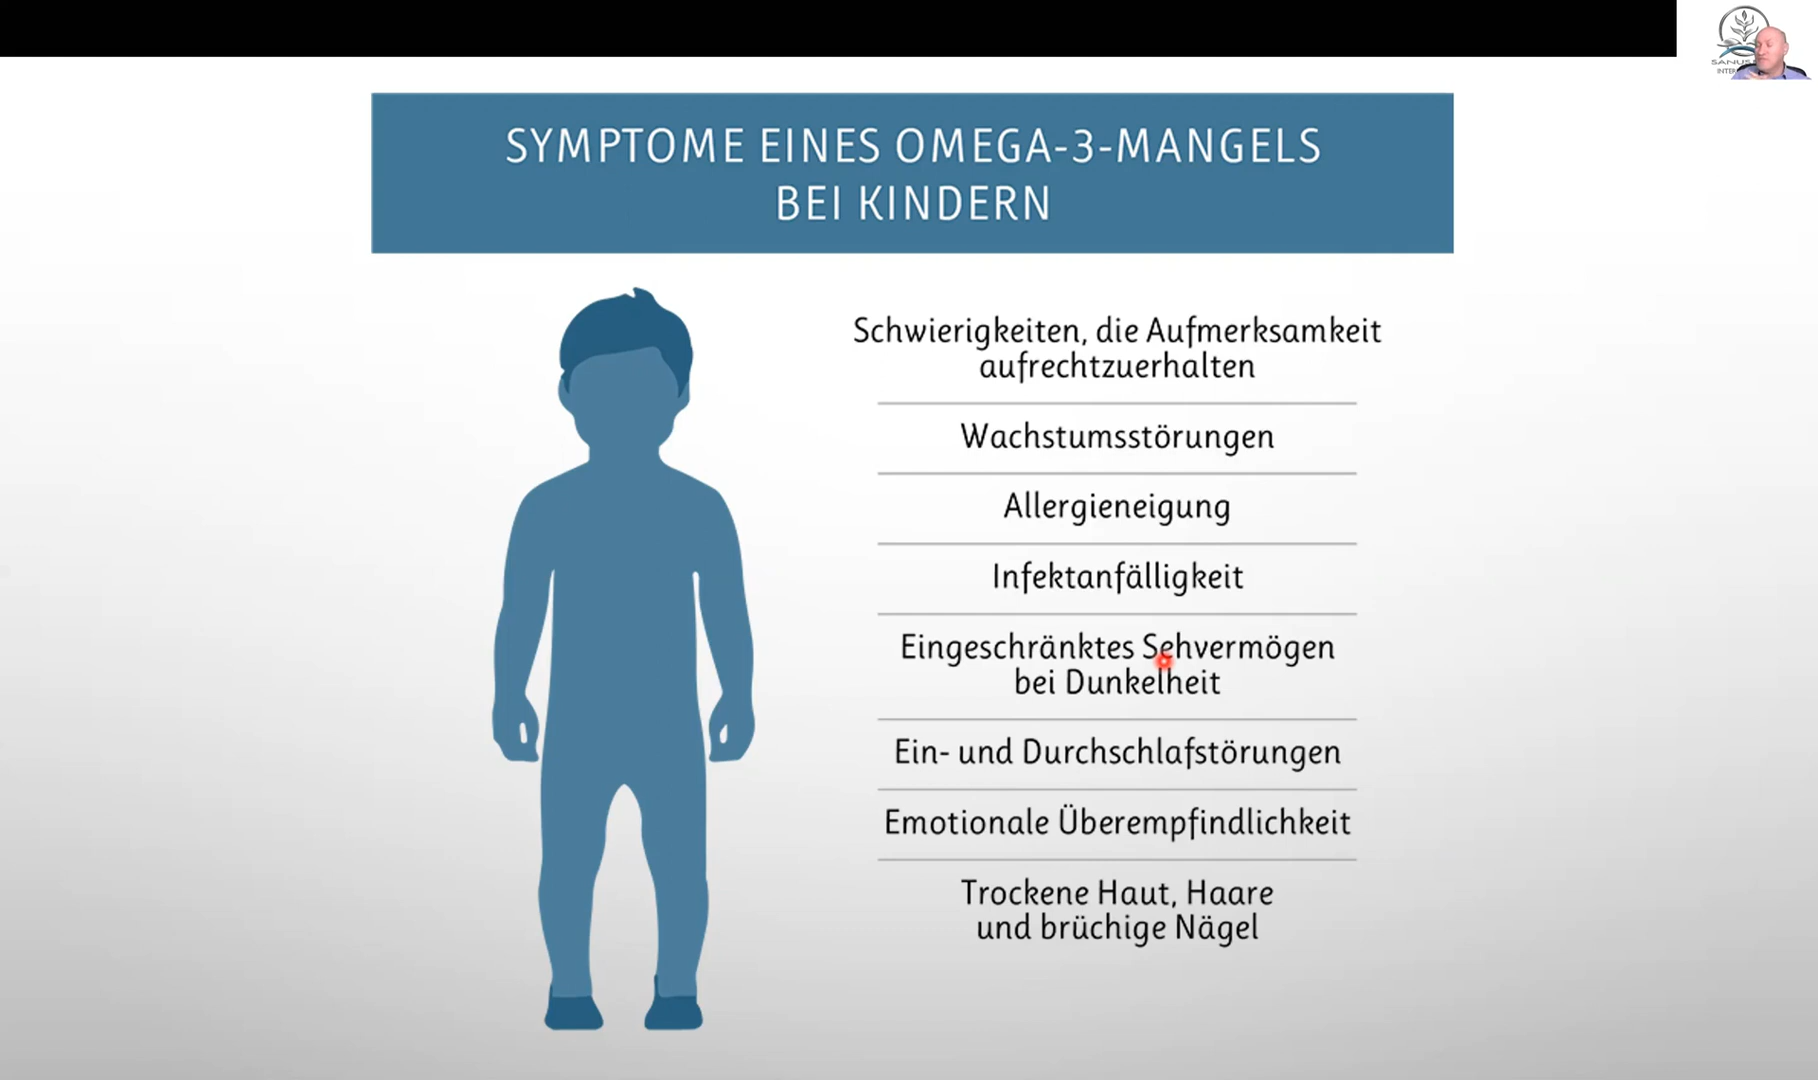 SYMPTOME EINES OMEGA-3-MANGELS
BEI KINDERN
Schwierigkeiten, die Aufmerksamkeit
aufrechtzuerhalten
Wachstumsstörungen
Allergieneigung
Infektanfälligkeit
Eingeschränktes Sehvermögen
bei Dunkelheit
Ein- und Durchschlafstörungen
Emotionale Überempfindlichkeit
Trockene Haut, Haare
und brüchige Nägel